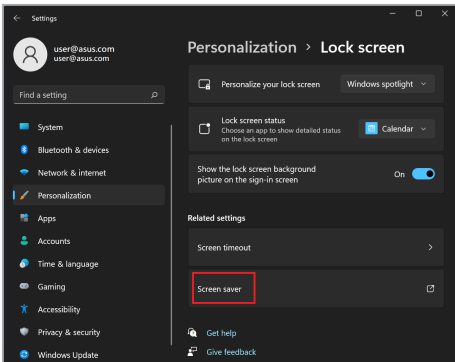 Settings
user@asus.com
user@asus.com
Find a setting
System
Bluetooth & devices
Network & internet
Personalization
Apps
Accounts
Time & language
Gaming
Accessibility
Privacy & security
Windows Update
Personalization > Lock screen
Personalize your lock screen
Windows spotlight
Lock screen status
Choose an app to show detailed status
on the lock screen
Calendar
Show the lock screen background
picture on the sign-in screen
On
Related settings
Screen timeout
Screen saver
Get help
Give feedback